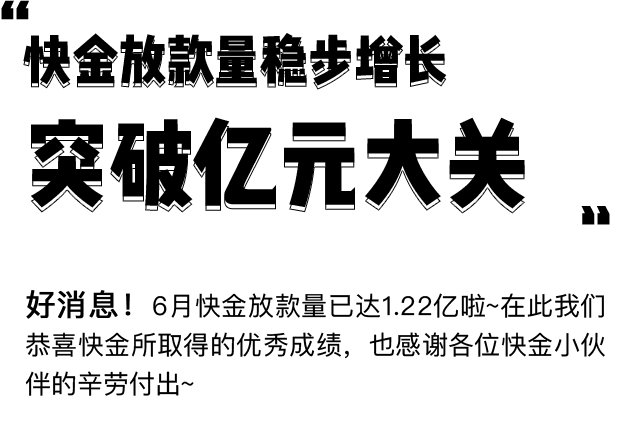 “
快金放款量稳步增长
突破亿元大关
”
好消息！6月快金放款量已达1.22亿啦~在此我们
恭喜快金所取得的优秀成绩，也感谢各位快金小伙
伴的辛劳付出~